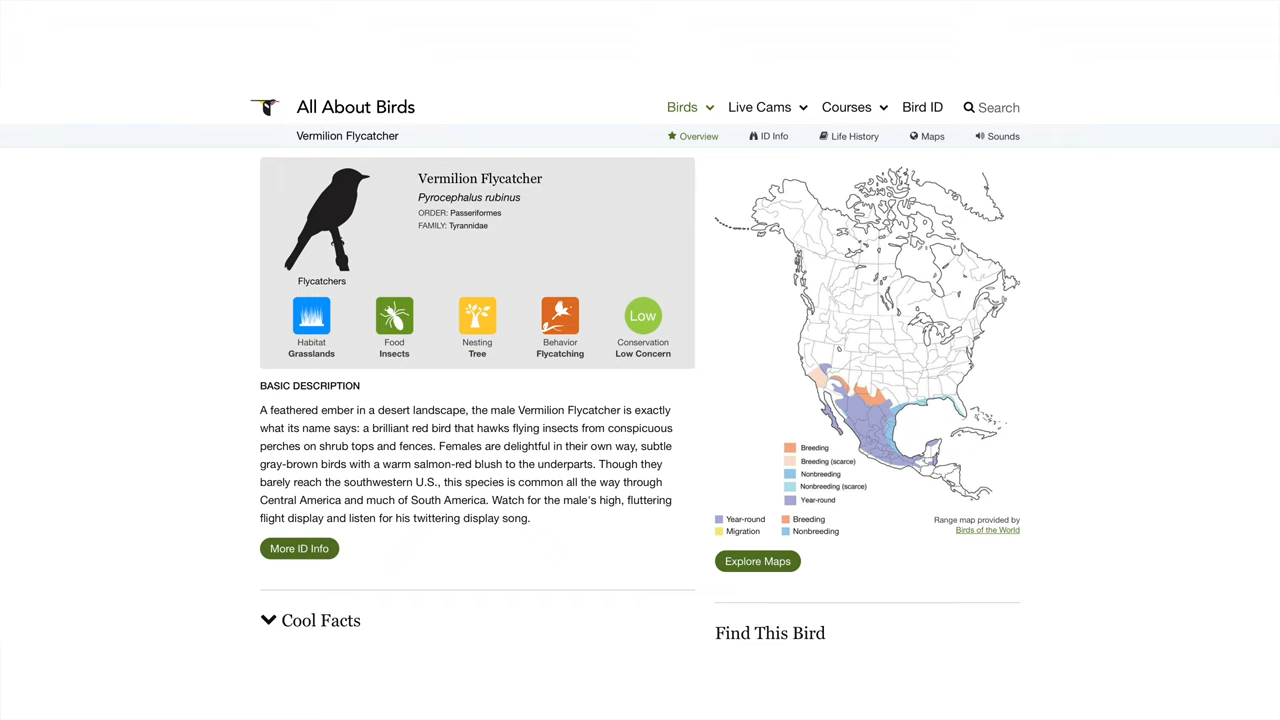 All About Birds
Birds
Live Cams
Courses
Bird ID
Search
Vermilion Flycatcher
Overview
ID Info
Life History
Maps
Sounds
Vermilion Flycatcher
Pyrocephalus rubinus
ORDER: Passeriformes
FAMILY: Tyrannidae
Flycatchers
Low
Habitat
Grasslands
Food
Insects
Nesting
Tree
Behavior
Flycatching
Conservation
Low Concern
BASIC DESCRIPTION
A feathered ember in a desert landscape, the male Vermilion Flycatcher is exactly
what its name says: a brilliant red bird that hawks flying insects from conspicuous
perches on shrub tops and fences. Females are delightful in their own way, subtle
gray-brown birds with a warm salmon-red blush to the underparts. Though they
barely reach the southwestern U.S., this species is common all the way through
Central America and much of South America. Watch for the male's high, fluttering
flight display and listen for his twittering display song.
More ID Info
Cool Facts
Breeding
Breeding (scarce)
Nonbreeding
Nonbreeding (scarce)
Year-round
Year-round
Breeding
Migration
Nonbreeding
Range map provided by
Birds of the World
Explore Maps
Find This Bird